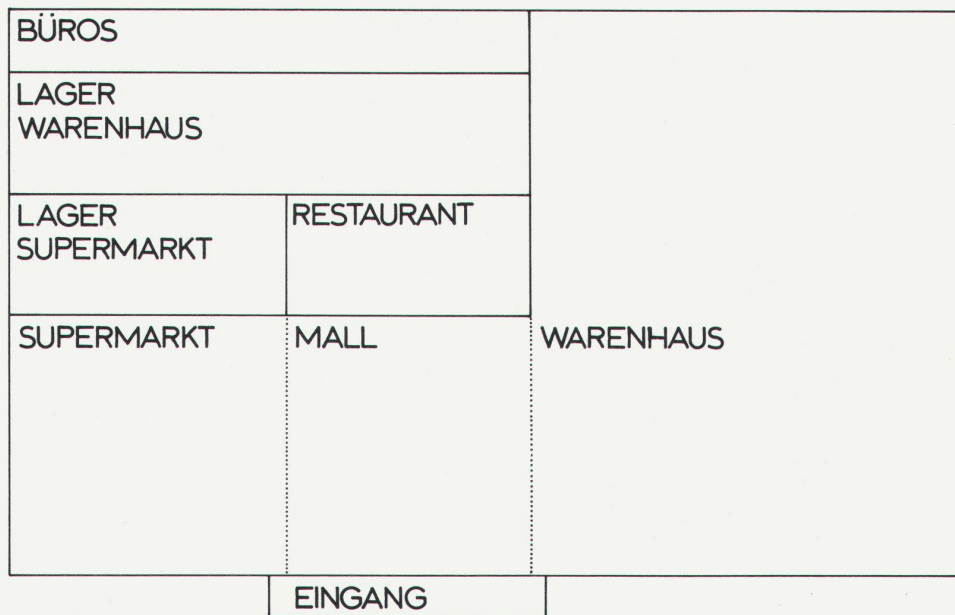 BÜROS
LAGER
WARENHAUS
LAGER
SUPERMARKT
RESTAURANT
SUPERMARKT
MALL
WARENHAUS
EINGANG